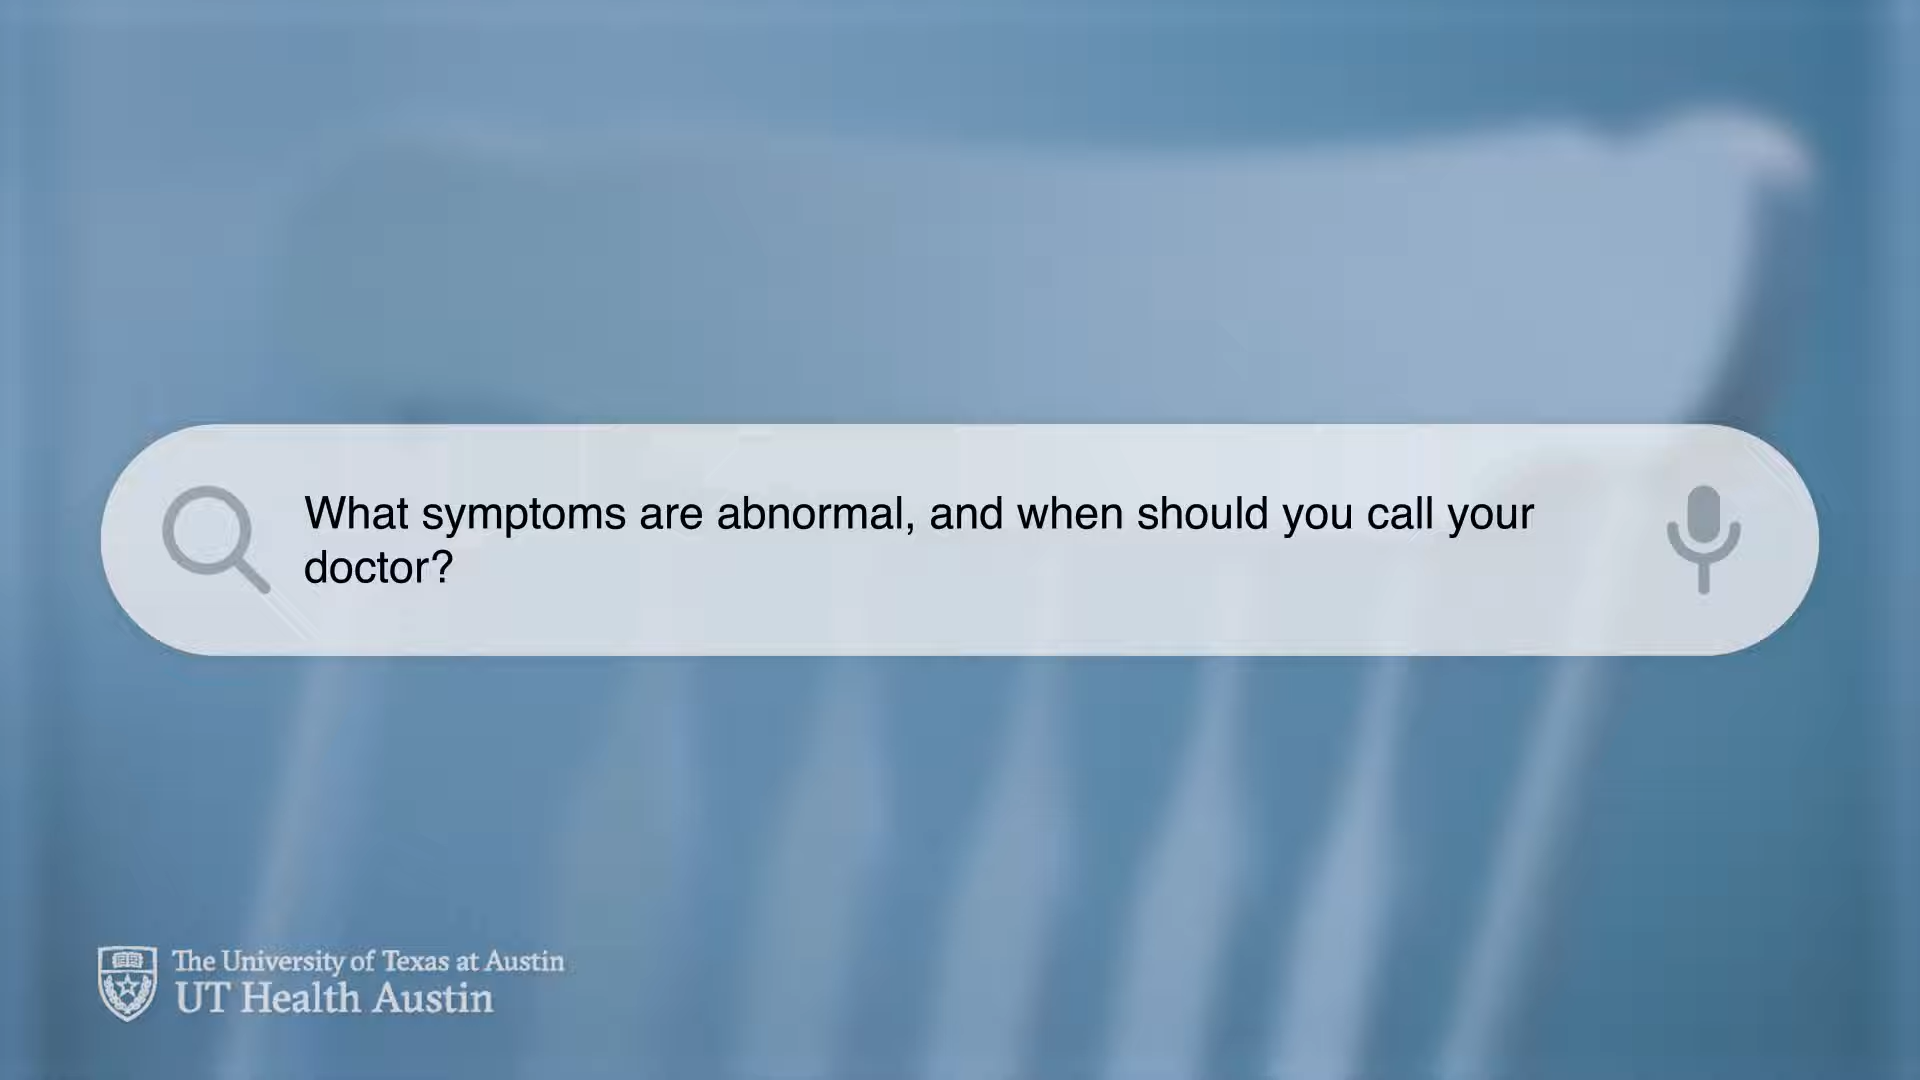 What symptoms are abnormal, and when should you call your
doctor?
The University of Texas at Austin
UT Health Austin